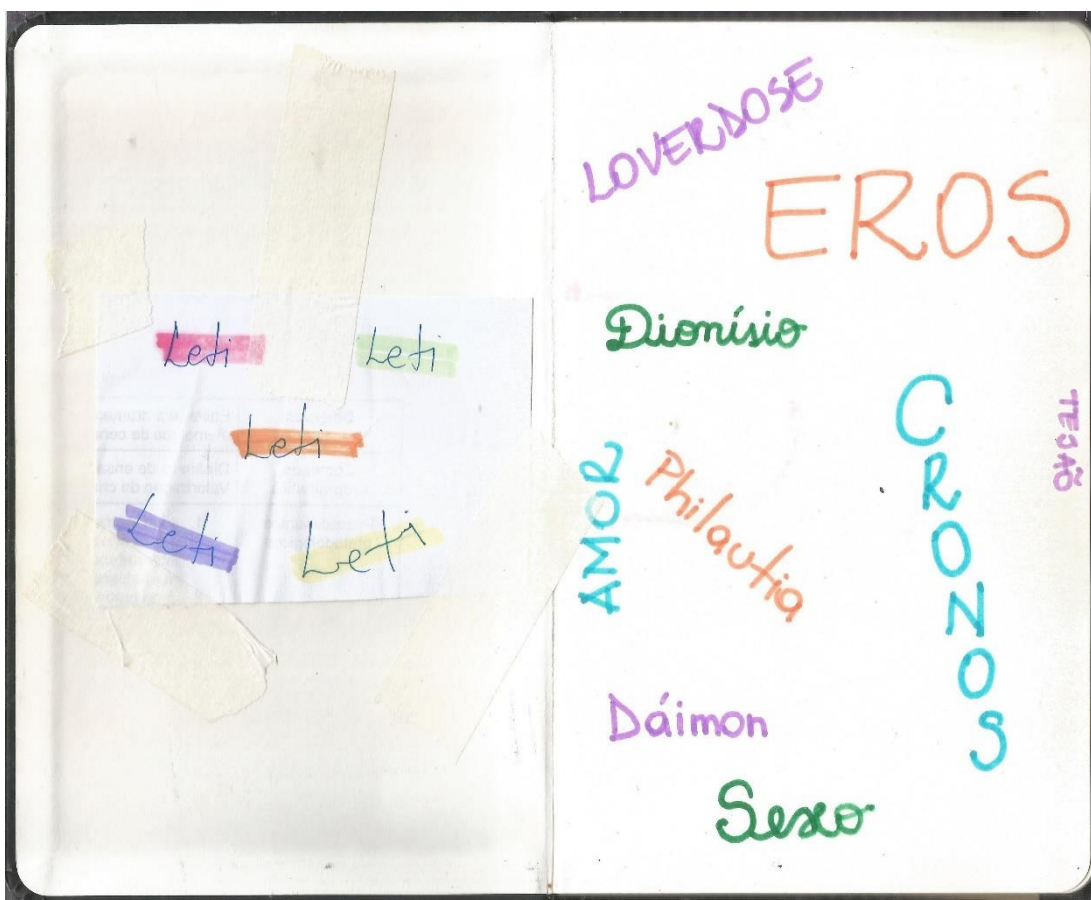 Leti
Leti
Leti
Leti
Leti
LOVERDOSE
EROS
Dionísio
CRONOS
TESÃO
AMOR
Philautia
Dáimon
Sexo